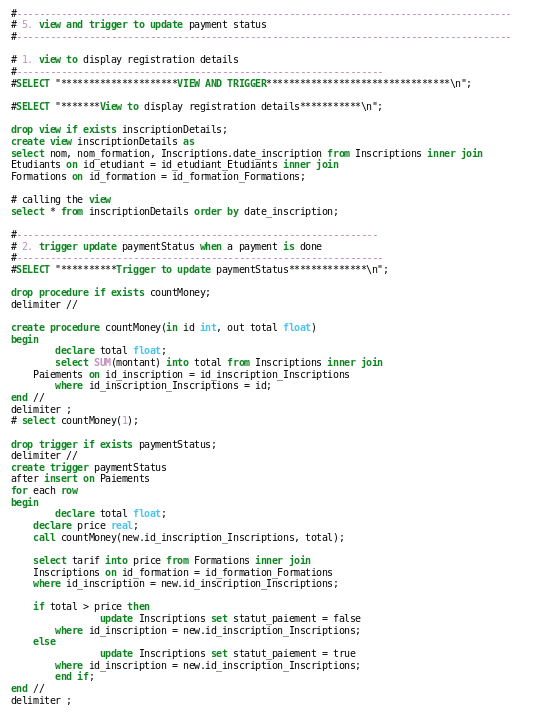 #-----------------------------------------------------------------------------------------
# 5. view and trigger to update payment status
#-----------------------------------------------------------------------------------------
# 1. view to display registration details
#------------------------------------------------------------------
#SELECT "*********************VIEW AND TRIGGER*********************************\n";
#SELECT "*******View to display registration details***********\n";
drop view if exists inscriptionDetails;
create view inscriptionDetails as
select nom, nom_formation, Inscriptions.date_inscription from Inscriptions inner join
Etudiants on id_etudiant = id_etudiant_Etudiants inner join
Formations on id_formation = id_formation_Formations;
# calling the view
select * from inscriptionDetails order by date_inscription;
#-----------------------------------------------------------------
# 2. trigger update paymentStatus when a payment is done
#------------------------------------------------------------------
#SELECT "**********Trigger to update paymentStatus**************\n";
drop procedure if exists countMoney;
delimiter //
create procedure countMoney(in id int, out total float)
begin
declare total float;
select SUM(montant) into total from Inscriptions inner join
Paiements on id_inscription = id_inscription_Inscriptions
where id_inscription_Inscriptions = id;
end //
delimiter ;
# select countMoney(1);
drop trigger if exists paymentStatus;
delimiter //
create trigger paymentStatus
after insert on Paiements
for each row
begin
declare total float;
declare price real;
call countMoney(new.id_inscription_Inscriptions, total);
select tarif into price from Formations inner join
Inscriptions on id_formation = id_formation_Formations
where id_inscription = new.id_inscription_Inscriptions;
if total > price then
update Inscriptions set statut_paiement = false
where id_inscription = new.id_inscription_Inscriptions;
else
update Inscriptions set statut_paiement = true
where id_inscription = new.id_inscription_Inscriptions;
end if;
end //
delimiter ;